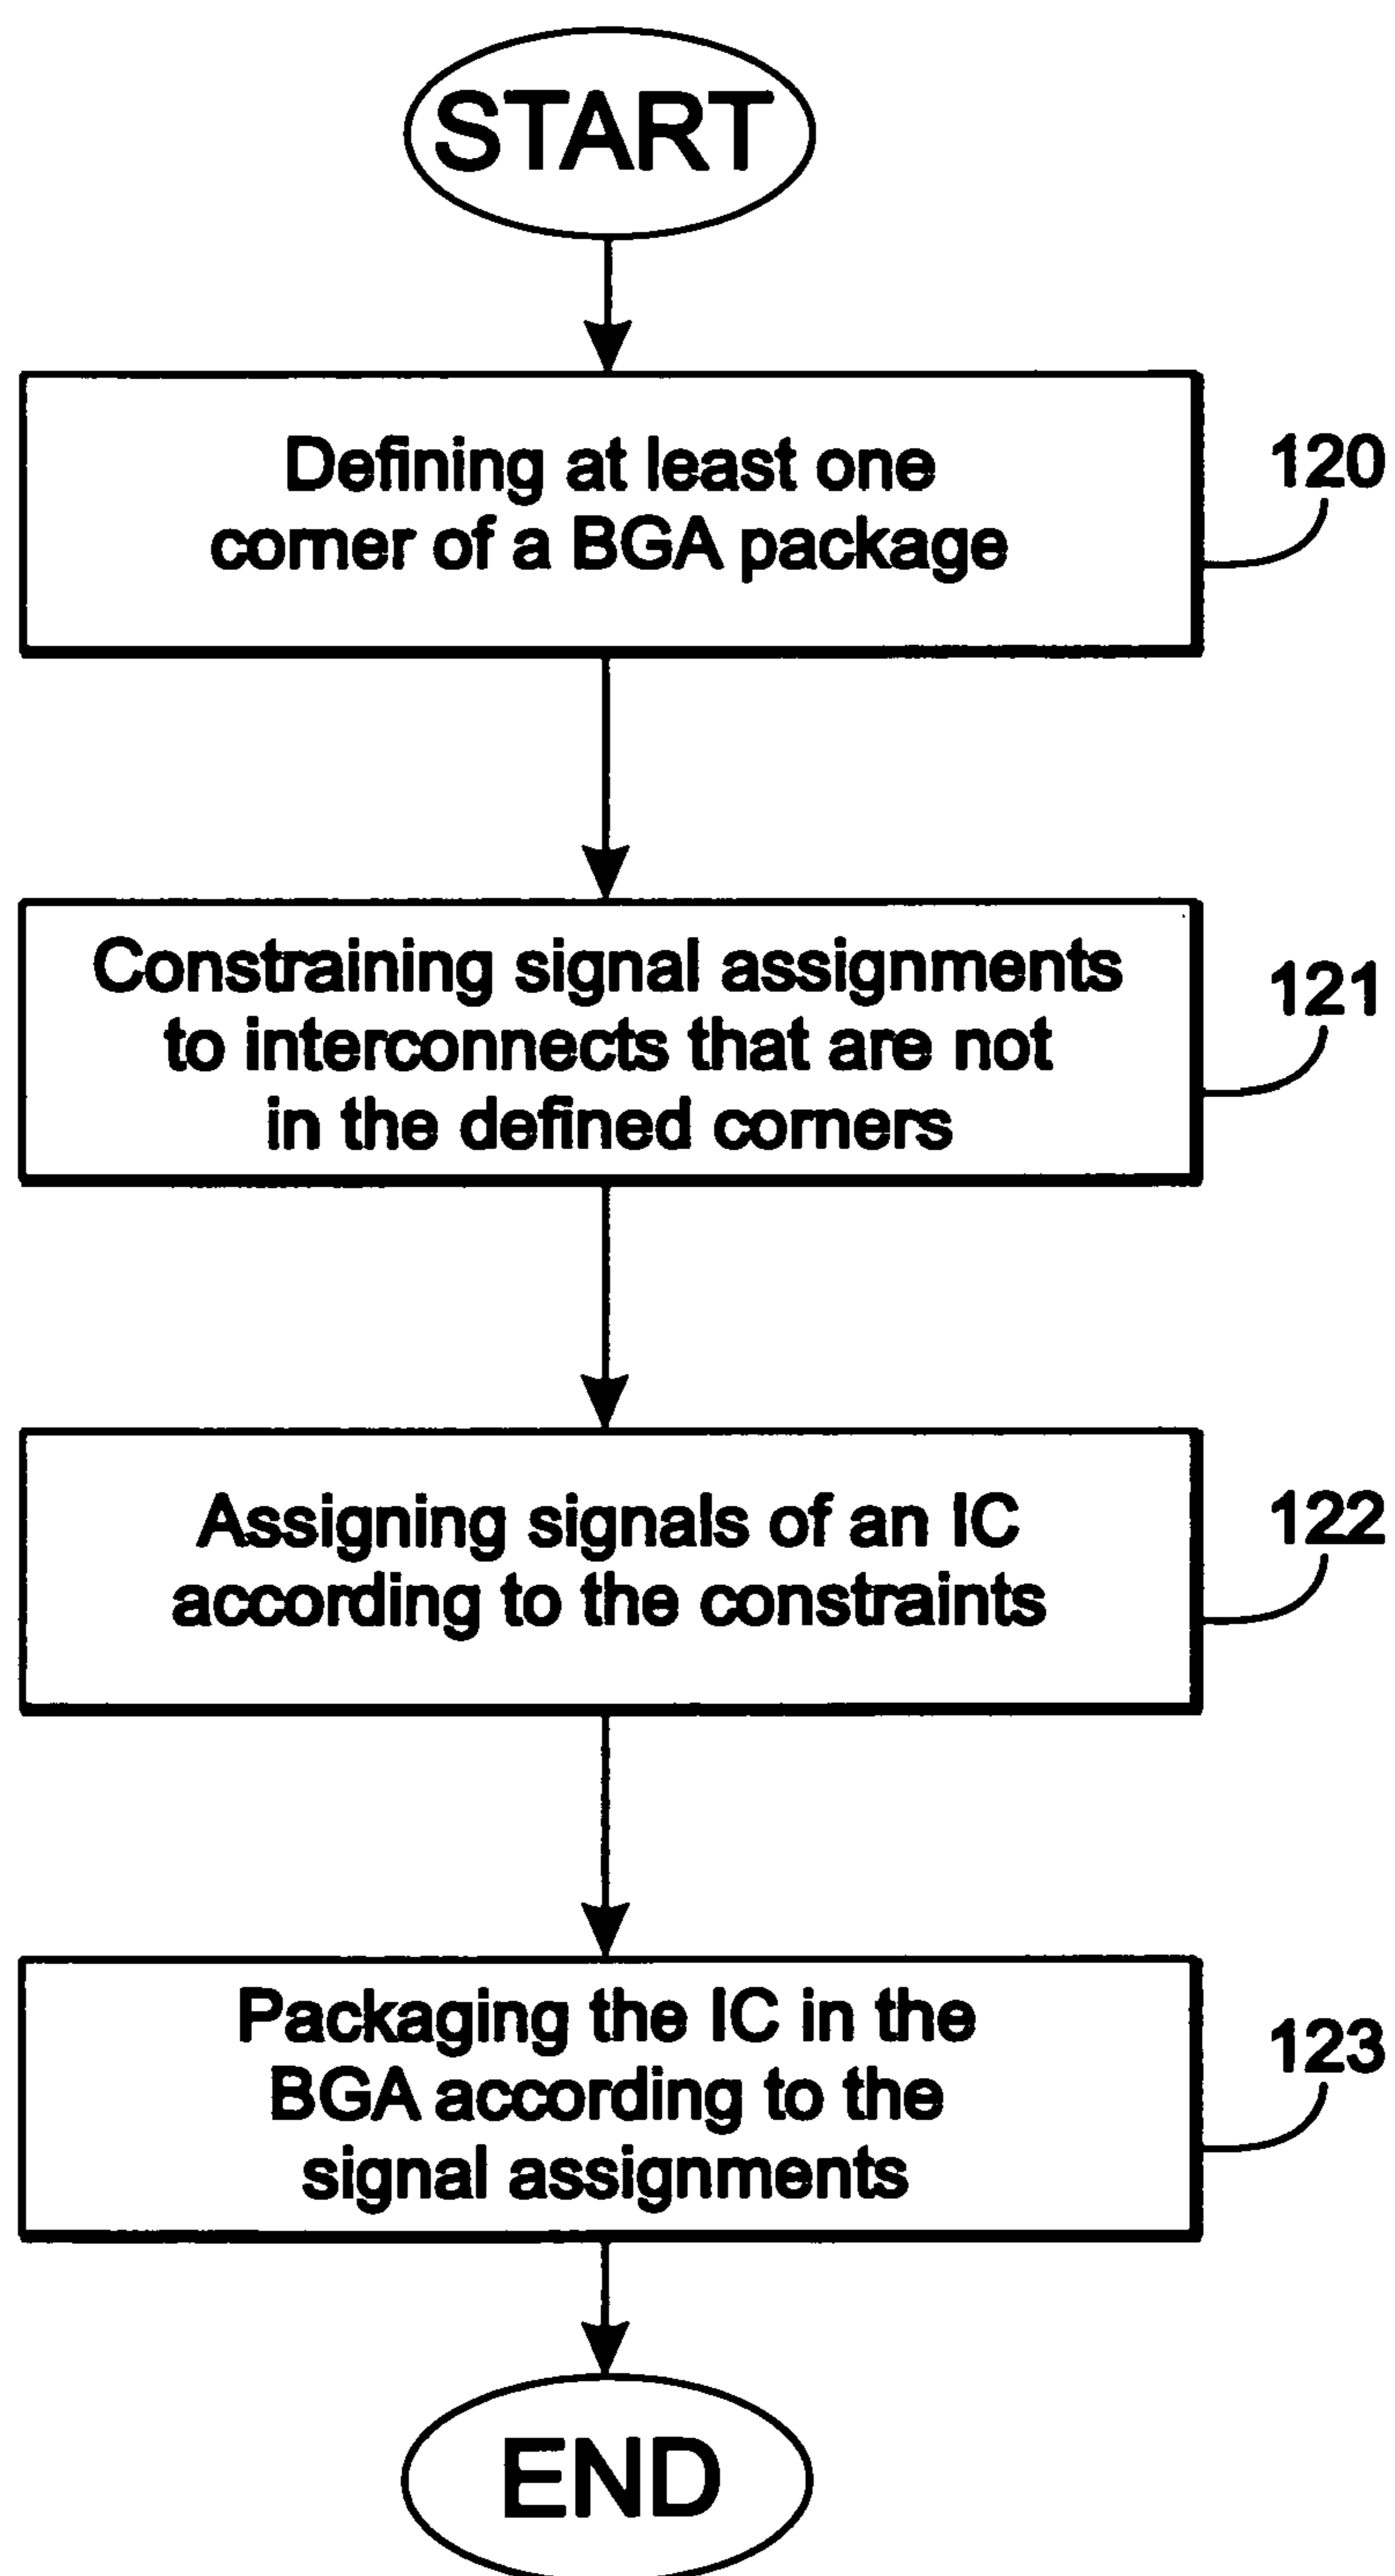 START
Defining at least one
corner of a BGA package
120
Constraining signal assignments
to interconnects that are not
in the defined corners
121
Assigning signals of an IC
according to the constraints
122
Packaging the IC in the
BGA according to the
signal assignments
123
END